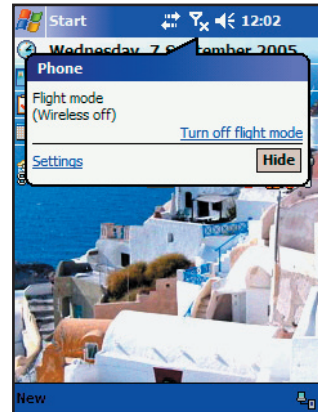 Start 12:02
Wednesday, 7 September 2005
Phone
Flight mode
(Wireless off)
Turn off flight mode
Settings Hide
New